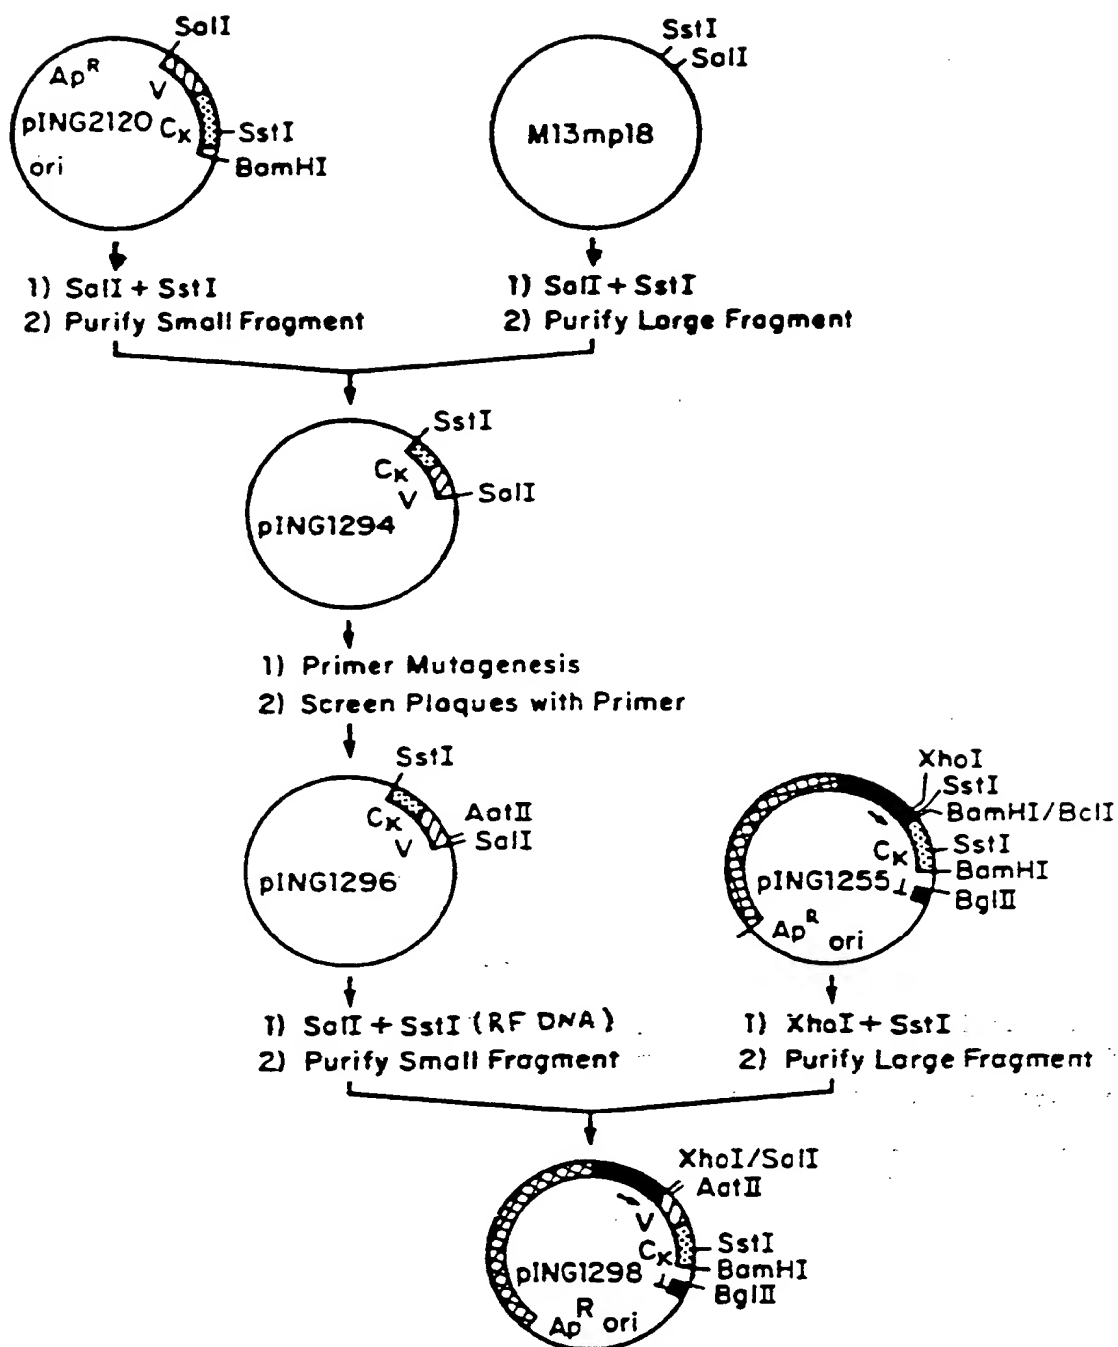 SalI
Ap^R
V
pING2120 Cκ
SstI
ori
BamHI
SstI
SalI
M13mp18
1) SalI + SstI
2) Purify Small Fragment
1) SalI + SstI
2) Purify Large Fragment
SstI
Cκ
V
SalI
pING1294
1) Primer Mutagenesis
2) Screen Plaques with Primer
SstI
Cκ
AatII
V
SalI
pING1296
XhoI
SstI
BamHI/BclI
Cκ
SstI
BamHI
pING1255
BglII
Ap^R ori
1) SalI + SstI (RF DNA)
2) Purify Small Fragment
1) XhoI + SstI
2) Purify Large Fragment
XhoI/SalI
AatII
V
Cκ
SstI
BamHI
pING1298
BglII
Ap^R ori